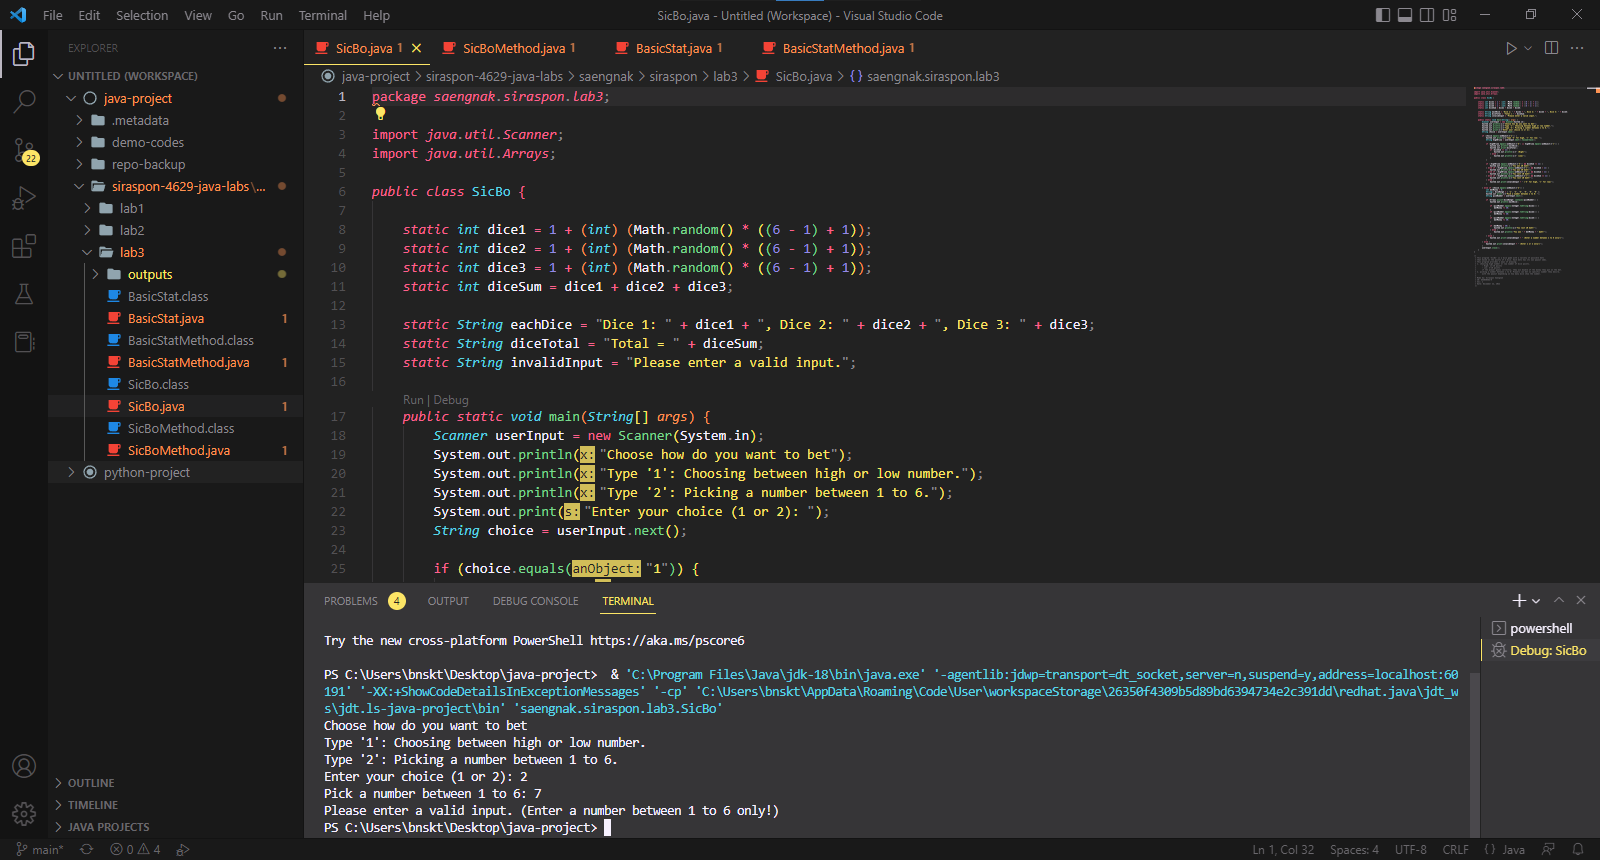 File Edit Selection View Go Run Terminal Help
SicBo.java - Untitled (Workspace) - Visual Studio Code
EXPLORER
UNTITLED (WORKSPACE)
java-project
.metadata
demo-codes
repo-backup
siraspon-4629-java-labs\...
lab1
lab2
lab3
outputs
BasicStat.class
BasicStat.java 1
BasicStatMethod.class
BasicStatMethod.java 1
SicBo.class
SicBo.java 1
SicBoMethod.class
SicBoMethod.java 1
python-project
OUTLINE
TIMELINE
JAVA PROJECTS
22
SicBo.java 1 SicBoMethod.java 1 BasicStat.java 1 BasicStatMethod.java 1
java-project > siraspon-4629-java-labs > saengnak > siraspon > lab3 > SicBo.java > {} saengnak.siraspon.lab3
1 package saengnak.siraspon.lab3;
2
3 import java.util.Scanner;
4 import java.util.Arrays;
5
6 public class SicBo {
7
8 static int dice1 = 1 + (int) (Math.random() * ((6 - 1) + 1));
9 static int dice2 = 1 + (int) (Math.random() * ((6 - 1) + 1));
10 static int dice3 = 1 + (int) (Math.random() * ((6 - 1) + 1));
11 static int diceSum = dice1 + dice2 + dice3;
12
13 static String eachDice = "Dice 1: " + dice1 + ", Dice 2: " + dice2 + ", Dice 3: " + dice3;
14 static String diceTotal = "Total = " + diceSum;
15 static String invalidInput = "Please enter a valid input.";
16
Run | Debug
17 public static void main(String[] args) {
18 Scanner userInput = new Scanner(System.in);
19 System.out.println(x: "Choose how do you want to bet");
20 System.out.println(x: "Type '1': Choosing between high or low number.");
21 System.out.println(x: "Type '2': Picking a number between 1 to 6.");
22 System.out.print(s: "Enter your choice (1 or 2): ");
23 String choice = userInput.next();
24
25 if (choice.equals(anObject: "1")) {
PROBLEMS 4 OUTPUT DEBUG CONSOLE TERMINAL
powershell
Debug: SicBo
Try the new cross-platform PowerShell https://aka.ms/pscore6
PS C:\Users\bnskt\Desktop\java-project> & 'C:\Program Files\Java\jdk-18\bin\java.exe' '-agentlib:jdwp=transport=dt_socket,server=n,suspend=y,address=localhost:60
191' '-XX:+ShowCodeDetailsInExceptionMessages' '-cp' 'C:\Users\bnskt\AppData\Roaming\Code\User\workspaceStorage\26350f4309b5d89bd6394734e2c391dd\redhat.java\jdt_w
s\jdt.ls-java-project\bin' 'saengnak.siraspon.lab3.SicBo'
Choose how do you want to bet
Type '1': Choosing between high or low number.
Type '2': Picking a number between 1 to 6.
Enter your choice (1 or 2): 2
Pick a number between 1 to 6: 7
Please enter a valid input. (Enter a number between 1 to 6 only!)
PS C:\Users\bnskt\Desktop\java-project>
main* 0 4 Ln 1, Col 32 Spaces: 4 UTF-8 CRLF {} Java